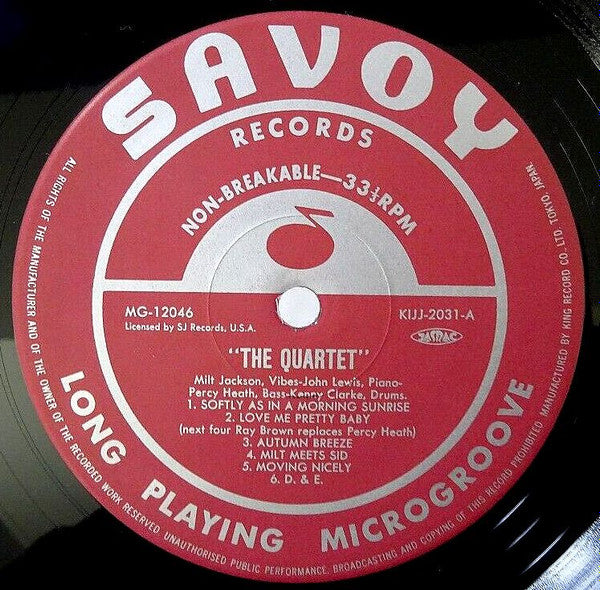 SAVOY
RECORDS
NON-BREAKABLE—33⅓RPM
MG-12046
Licensed by SJ Records, U.S.A.
KIJJ-2031-A
JASRAC
"THE QUARTET"
Milt Jackson, Vibes-John Lewis, Piano-
Percy Heath, Bass-Kenny Clarke, Drums.
1. SOFTLY AS IN A MORNING SUNRISE
2. LOVE ME PRETTY BABY
(next four Ray Brown replaces Percy Heath)
3. AUTUMN BREEZE
4. MILT MEETS SID
5. MOVING NICELY
6. D. & E.
LONG PLAYING MICROGROOVE
ALL RIGHTS OF THE MANUFACTURER AND OF THE OWNER OF THE RECORDED WORK RESERVED. UNAUTHORISED PUBLIC PERFORMANCE, BROADCASTING AND COPYING OF THIS RECORD PROHIBITED. MANUFACTURED BY KING RECORD CO., LTD. TOKYO, JAPAN.